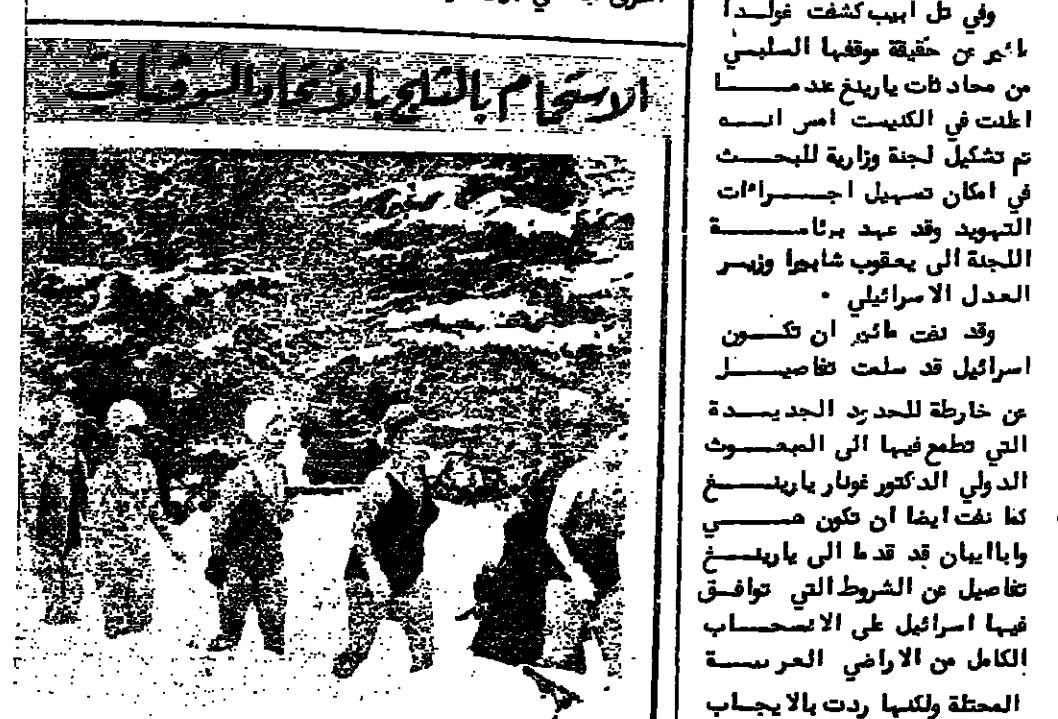 الاستحمام بالثلج بالاتحاد السوفياتي
وفي تل ابيب كشفت غولدا
مائير عن حقيقة موقفها السلبي
من محادثات يارينغ عندما
اعلنت في الكنيست امس انه
تم تشكيل لجنة وزارية للبحث
في امكان تسهيل اجراءات
التهويد وقد عهد برئاسة
اللجنة الى يعقوب شابيرا وزير
العدل الاسرائيلي ٠
وقد نفت مائير ان تكون
اسرائيل قد سلمت تفاصيل
عن خارطة للحدود الجديدة
التي تطمع فيها الى المبعوث
الدولي الدكتور غونار يارينغ
كما نفت ايضا ان تكون هي
وابا ايبان قد قدما الى يارينغ
تفاصيل عن الشروط التي توافق
فيها اسرائيل على الانسحاب
الكامل من الاراضي العربية
المحتلة ولكنها ردت بالايجاب